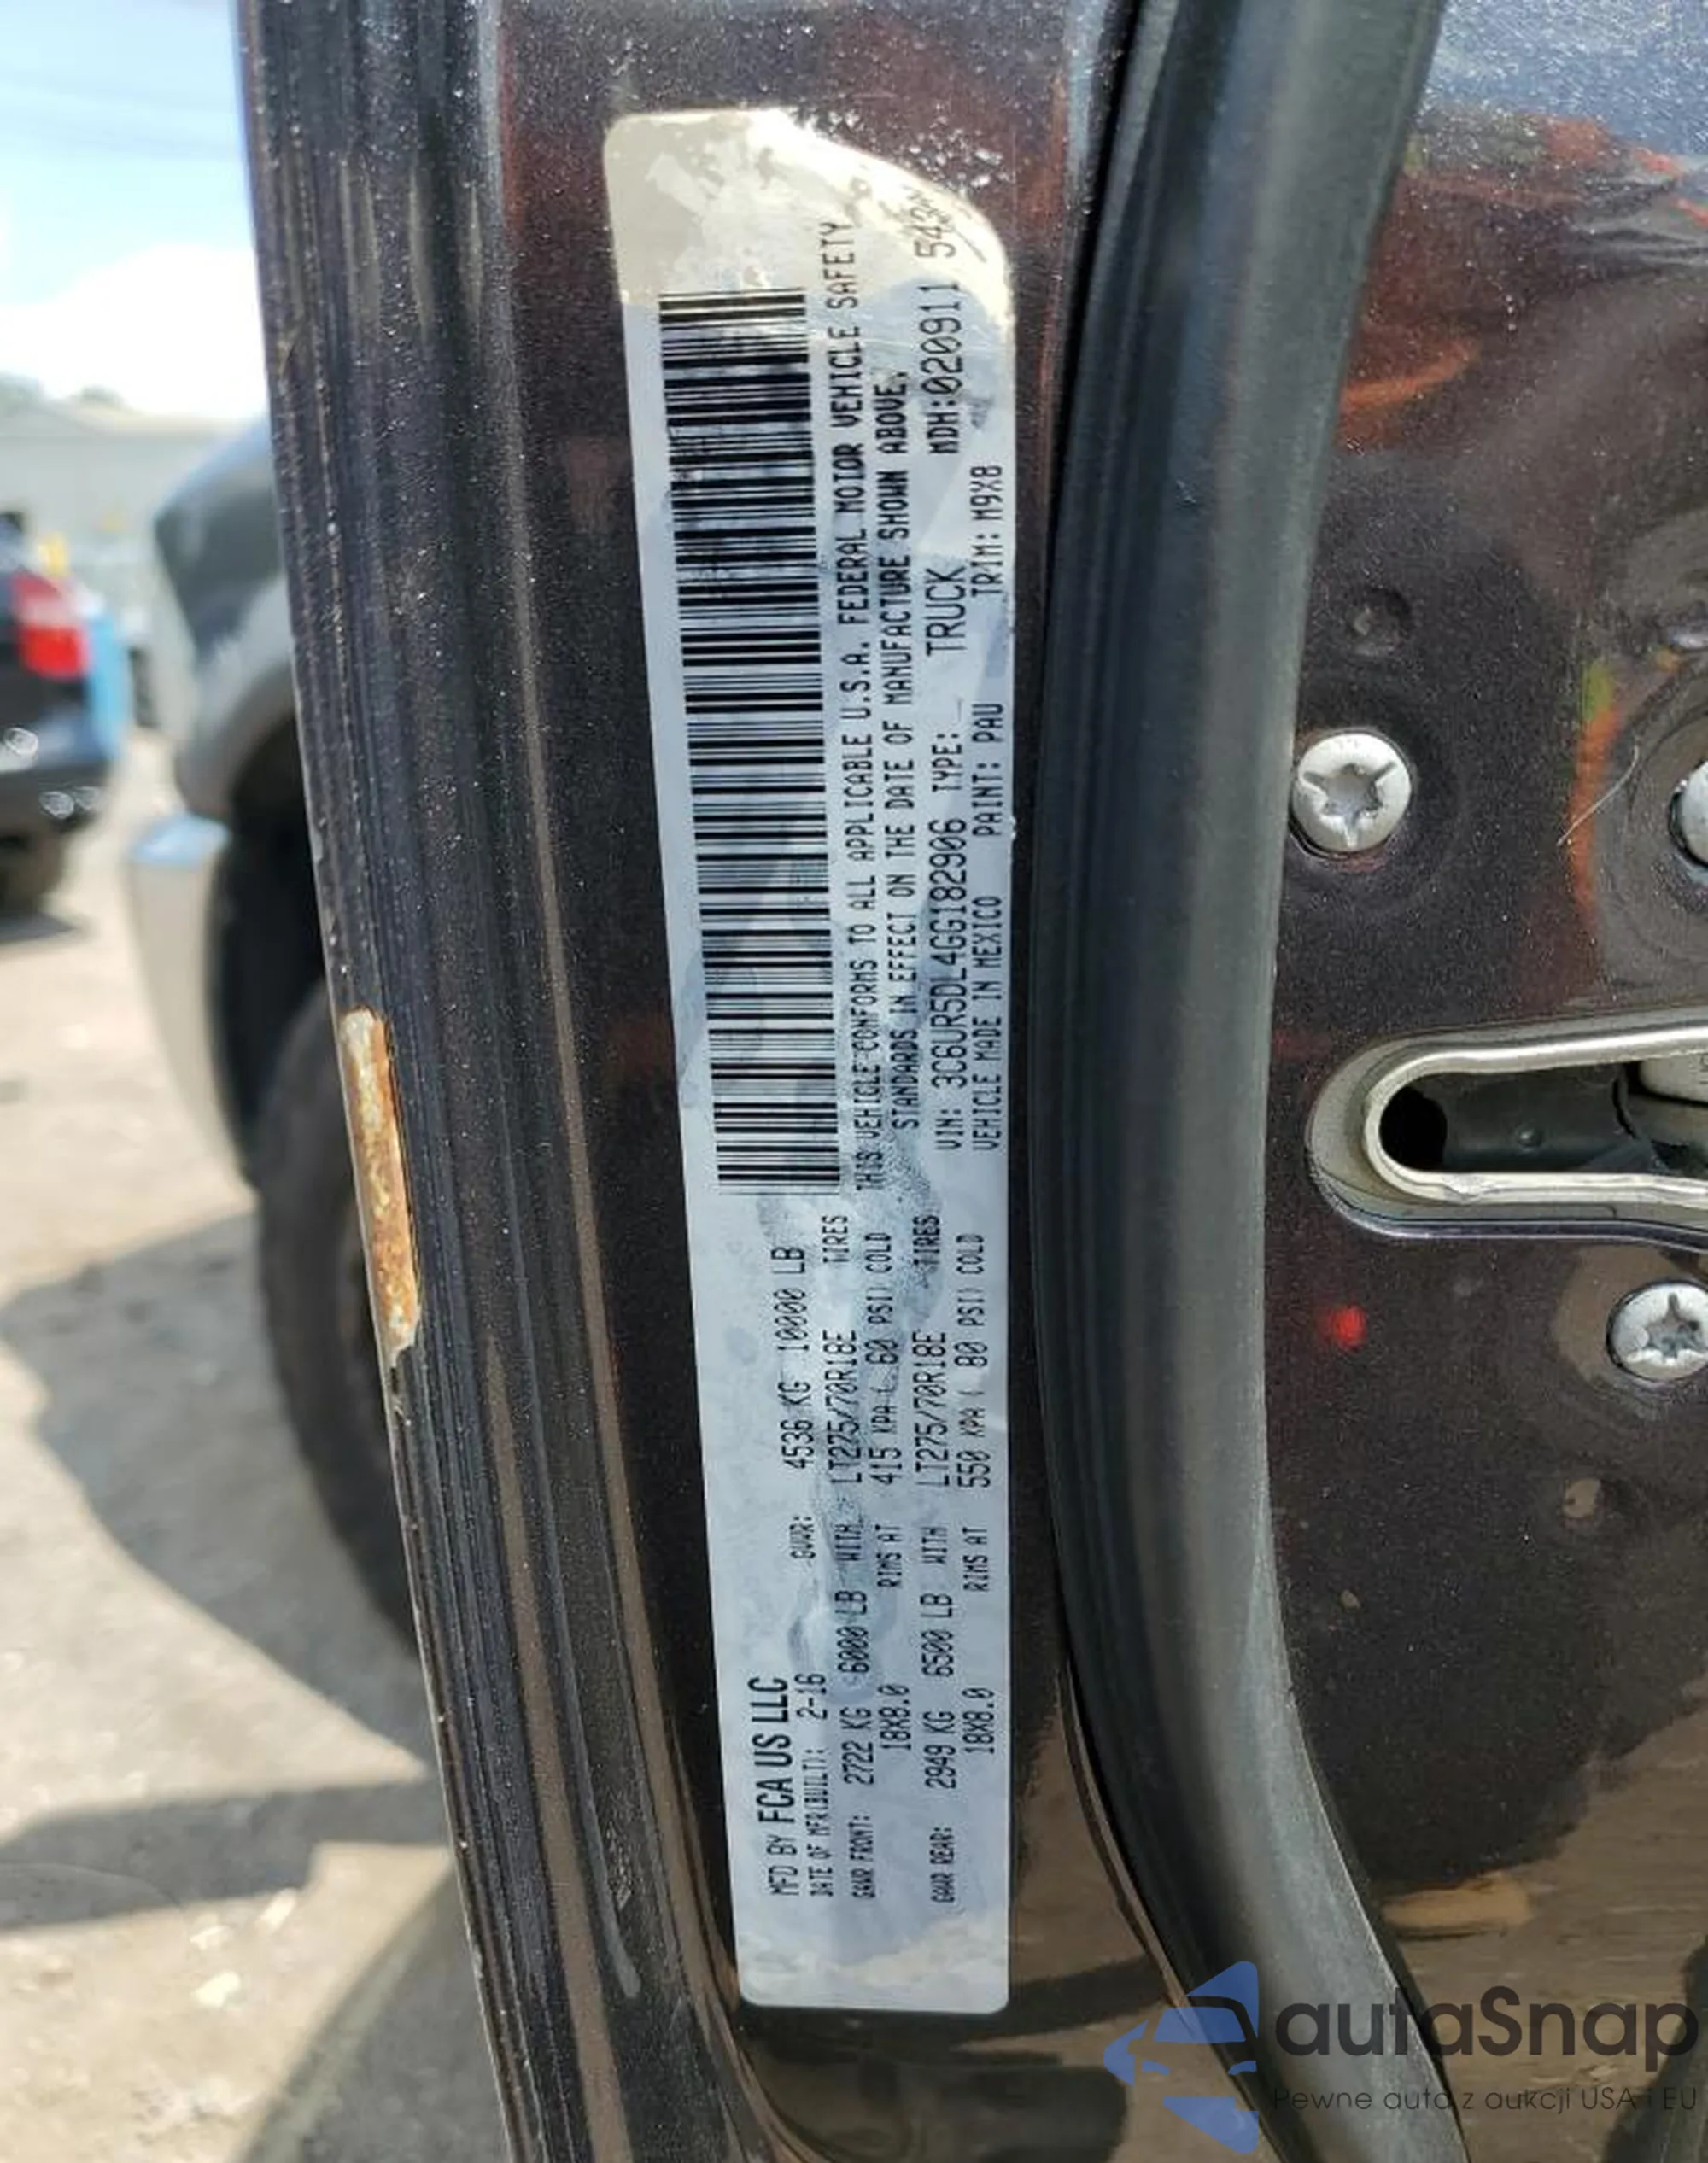 MFD BY FCA US LLC
DATE OF MFR(BUILT): 2-16 GVWR: 4536 KG 10000 LB
GAWR FRONT: 2722 KG 6000 LB WITH LT275/70R18E TIRES
18X8.0 RIMS AT 415 KPA ( 60 PSI) COLD
GAWR REAR: 2949 KG 6500 LB WITH LT275/70R18E TIRES
18X8.0 RIMS AT 550 KPA ( 80 PSI) COLD
THIS VEHICLE CONFORMS TO ALL APPLICABLE U.S.A. FEDERAL MOTOR VEHICLE SAFETY
STANDARDS IN EFFECT ON THE DATE OF MANUFACTURE SHOWN ABOVE.
VIN: 3C6UR5DL4GG182906 TYPE: TRUCK MDH:020911
VEHICLE MADE IN MEXICO PAINT: PAU TRIM: M9X8
autaSnap
Pewne auta z aukcji USA i EU